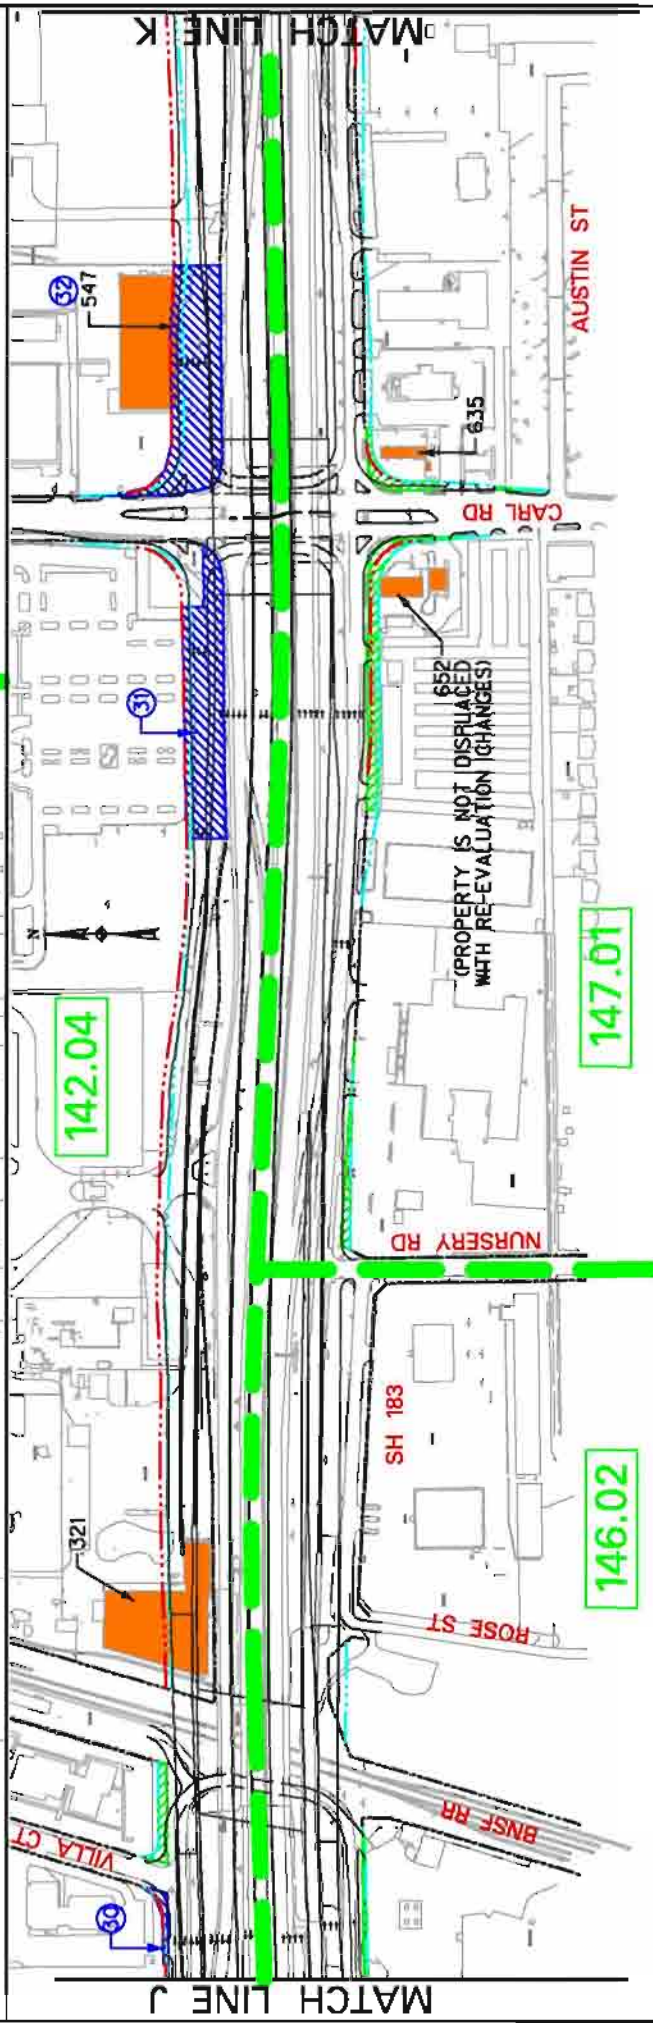 MATCH LINE K
32
547
AUSTIN ST
635
CARL RD
31
652
(PROPERTY IS NOT DISPLACED
WITH RE-EVALUATION CHANGES)
N
142.04
147.01
NURSERY RD
SH 183
321
146.02
ROSE ST
BNSF RR
VILLA CT
30
MATCH LINE J